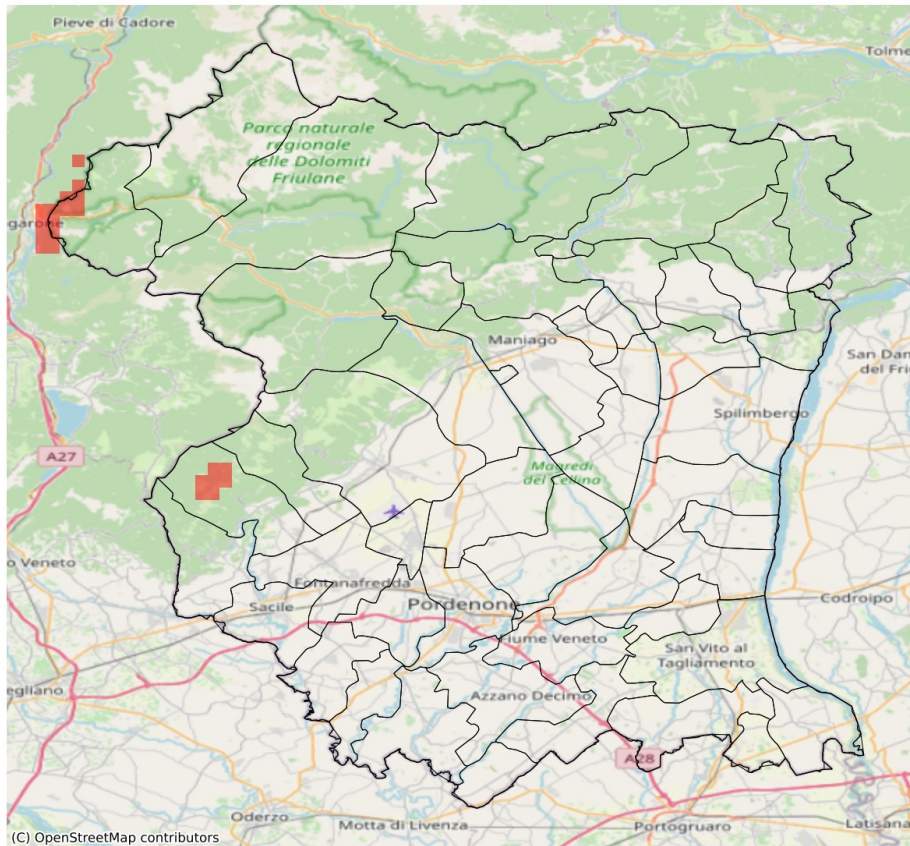 Pieve di Cadore
Tolme
Parco naturale
regionale
delle Dolomiti
Friulane
garone
Maniago
San Dan
del Friu
Spilimbergo
A27
Magredi
del Cellina
o Veneto
Fontanafredda
Sacile
Pordenone
Codroipo
Fiume Veneto
San Vito al
Tagliamento
egliano
Azzano Decimo
A28
Oderzo
Motta di Livenza
Portogruaro
Latisana
(C) OpenStreetMap contributors